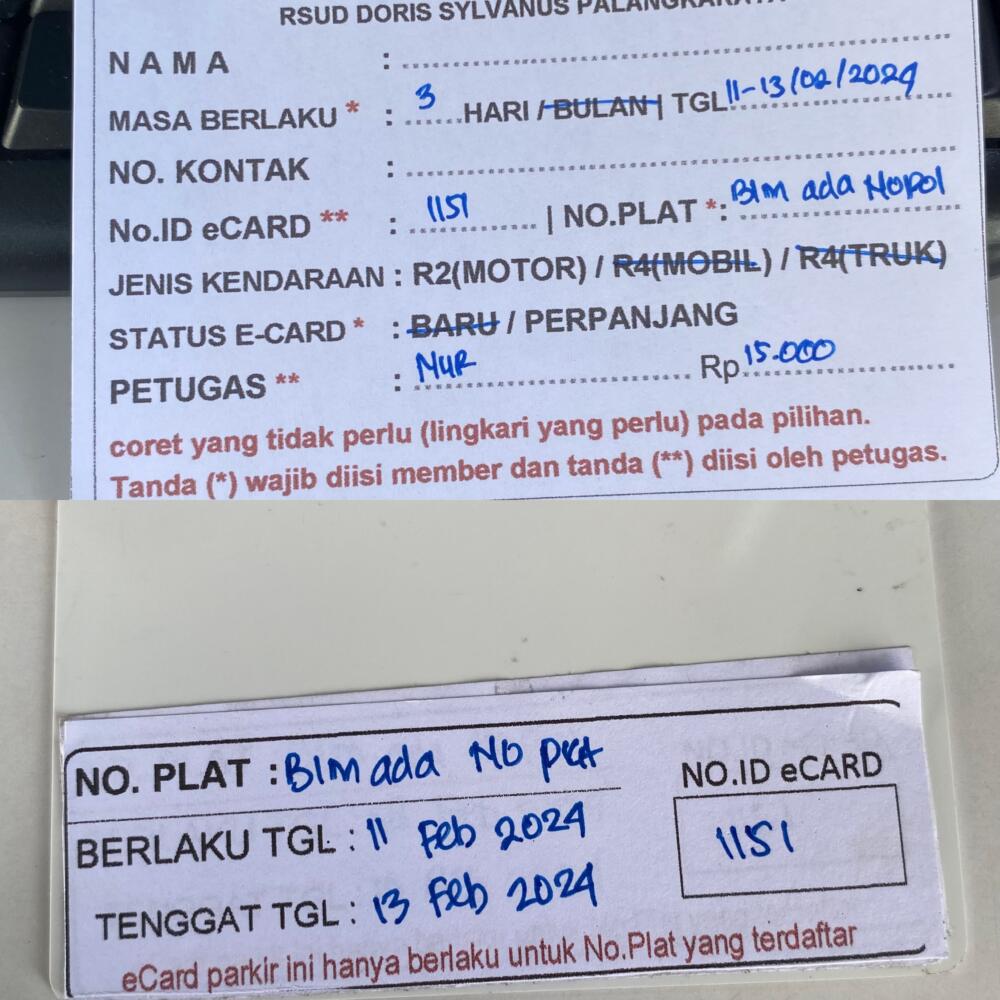 RSUD DORIS SYLVANUS PALANGKARAYA
NAMA :
MASA BERLAKU * : 3 HARI / BULAN | TGL 11-13/02/2024
NO. KONTAK :
No.ID eCARD ** : 1151 | NO.PLAT *: Blm ada Nopol
JENIS KENDARAAN : R2(MOTOR) / R4(MOBIL) / R4(TRUK)
STATUS E-CARD * : BARU / PERPANJANG
PETUGAS ** : NUR Rp 15.000
coret yang tidak perlu (lingkari yang perlu) pada pilihan.
Tanda (*) wajib diisi member dan tanda (**) diisi oleh petugas.
NO. PLAT : Blm ada No plat
NO.ID eCARD
1151
BERLAKU TGL : 11 Feb 2024
TENGGAT TGL : 13 Feb 2024
eCard parkir ini hanya berlaku untuk No.Plat yang terdaftar